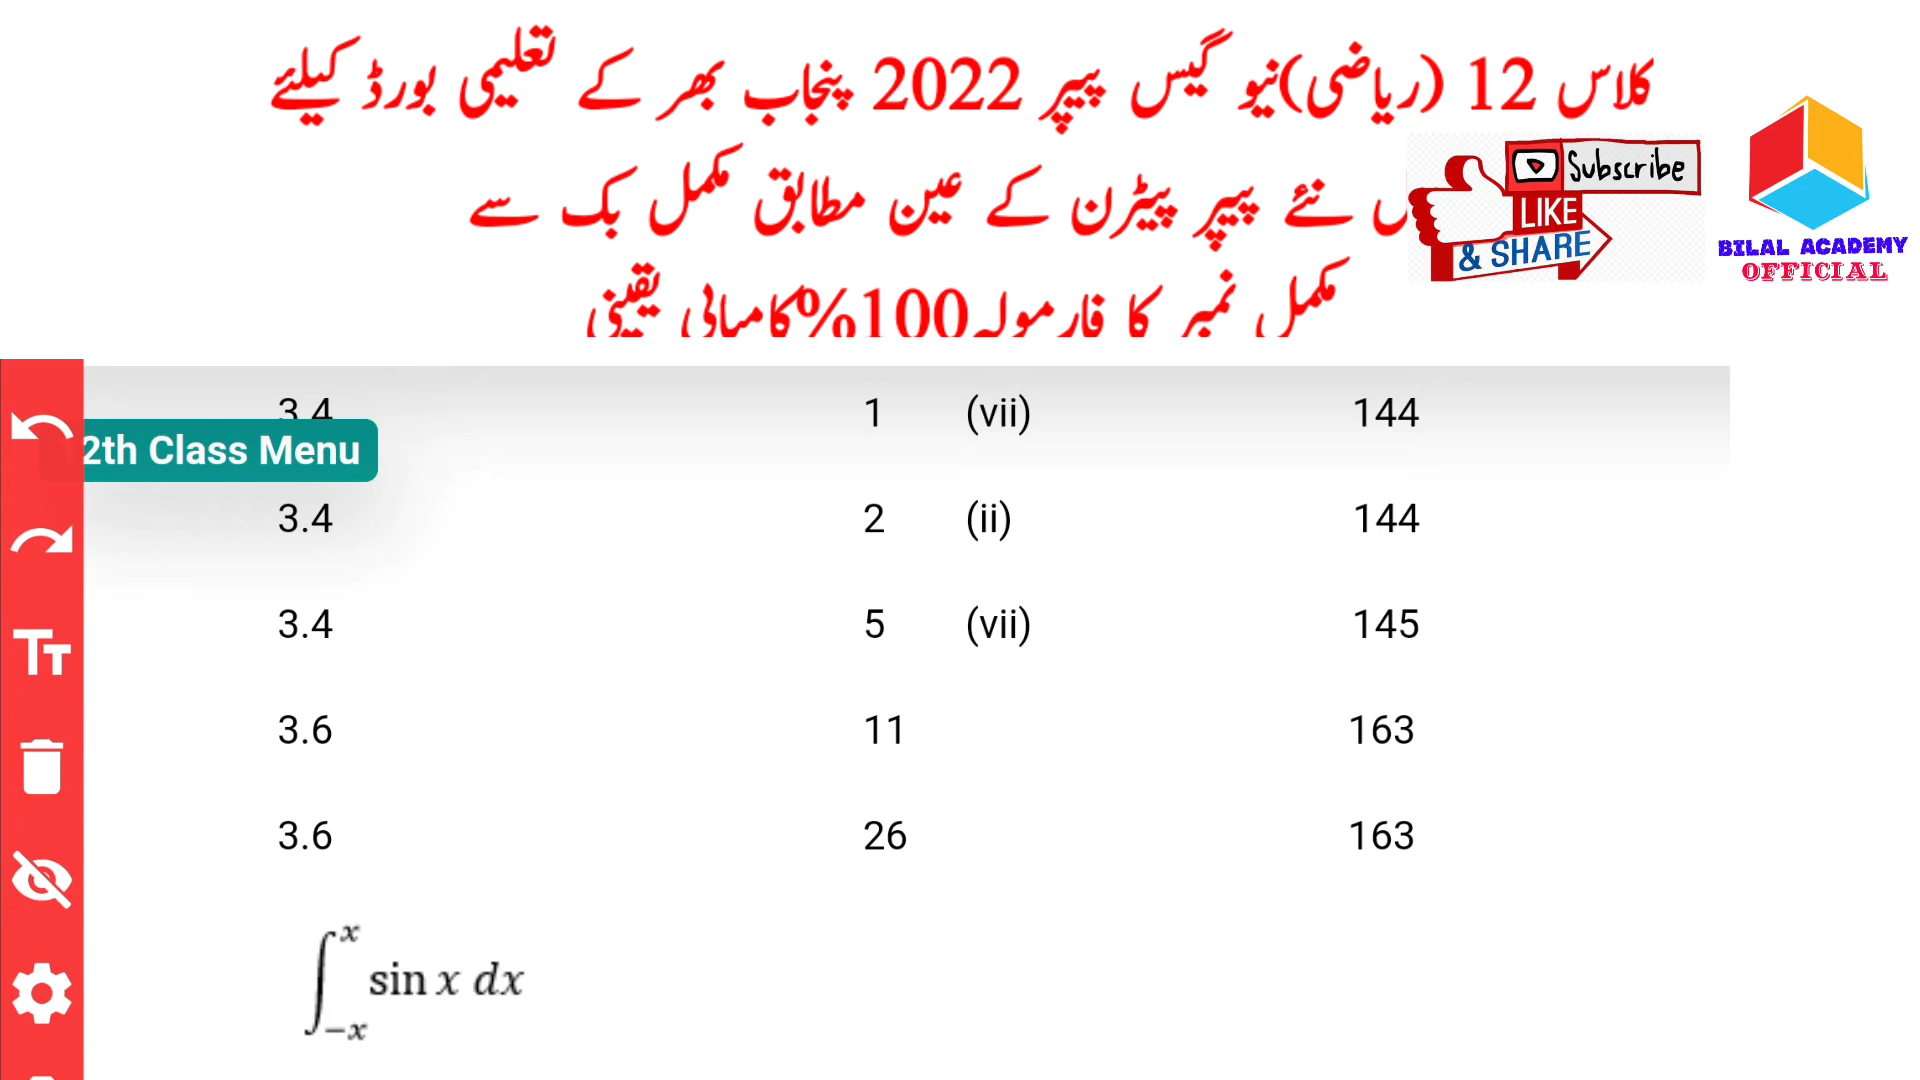 کلاس 12 (ریاضی)نیو گیس پیپر 2022 پنجاب بھر کے تعلیمی بورڈ کیلئے
نئے پیپر پیٹرن کے عین مطابق مکمل بک سے
مکمل نمبر کا فارمولہ 100%کامیابی یقینی
Subscribe
LIKE
& SHARE
BILAL ACADEMY
OFFICIAL
3.4 1 (vii) 144
2th Class Menu
3.4 2 (ii) 144
3.4 5 (vii) 145
3.6 11 163
3.6 26 163
∫_{-x}^{x} sin x dx